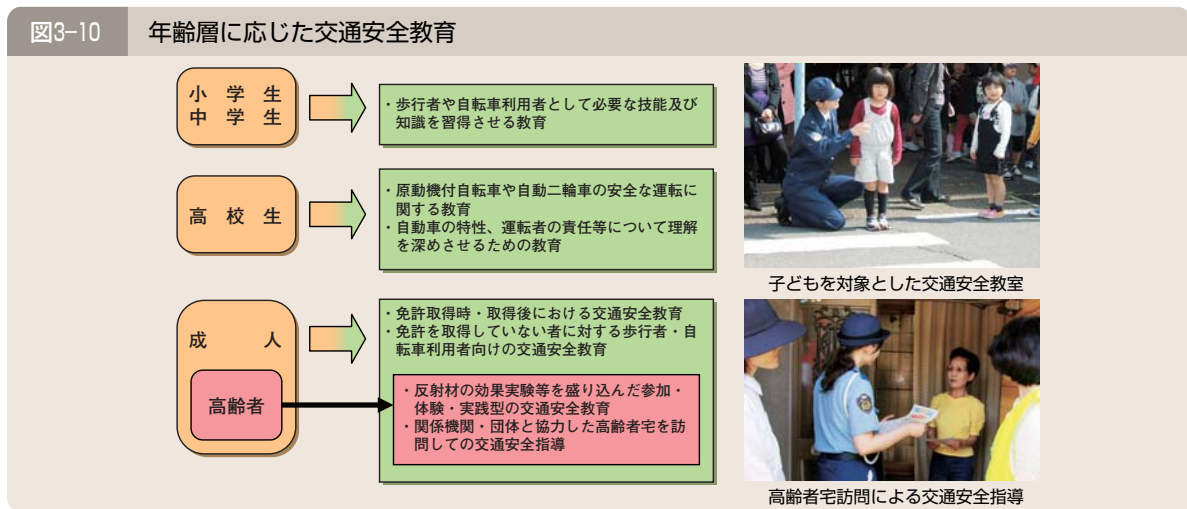 図3-10 年齢層に応じた交通安全教育
小学生
中学生
・歩行者や自転車利用者として必要な技能及び
知識を習得させる教育
高校生
・原動機付自転車や自動二輪車の安全な運転に
関する教育
・自動車の特性、運転者の責任等について理解
を深めさせるための教育
子どもを対象とした交通安全教室
成人
・免許取得時・取得後における交通安全教育
・免許を取得していない者に対する歩行者・自
転車利用者向けの交通安全教育
高齢者
・反射材の効果実験等を盛り込んだ参加・
体験・実践型の交通安全教育
・関係機関・団体と協力した高齢者宅を訪
問しての交通安全指導
高齢者宅訪問による交通安全指導